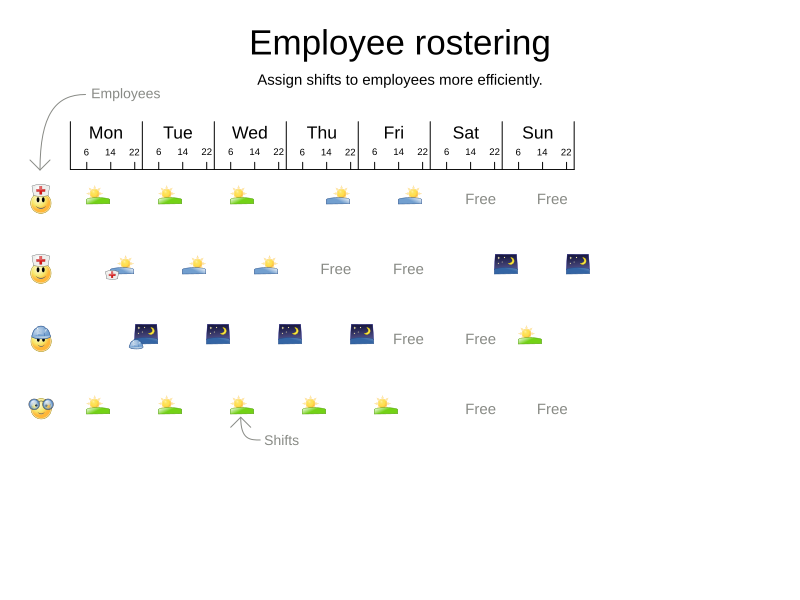 Employee rostering
Assign shifts to employees more efficiently.
Employees
Mon Tue Wed Thu Fri Sat Sun
6 14 22 6 14 22 6 14 22 6 14 22 6 14 22 6 14 22 6 14 22
Free Free
Free Free
Free Free
Free Free
Shifts